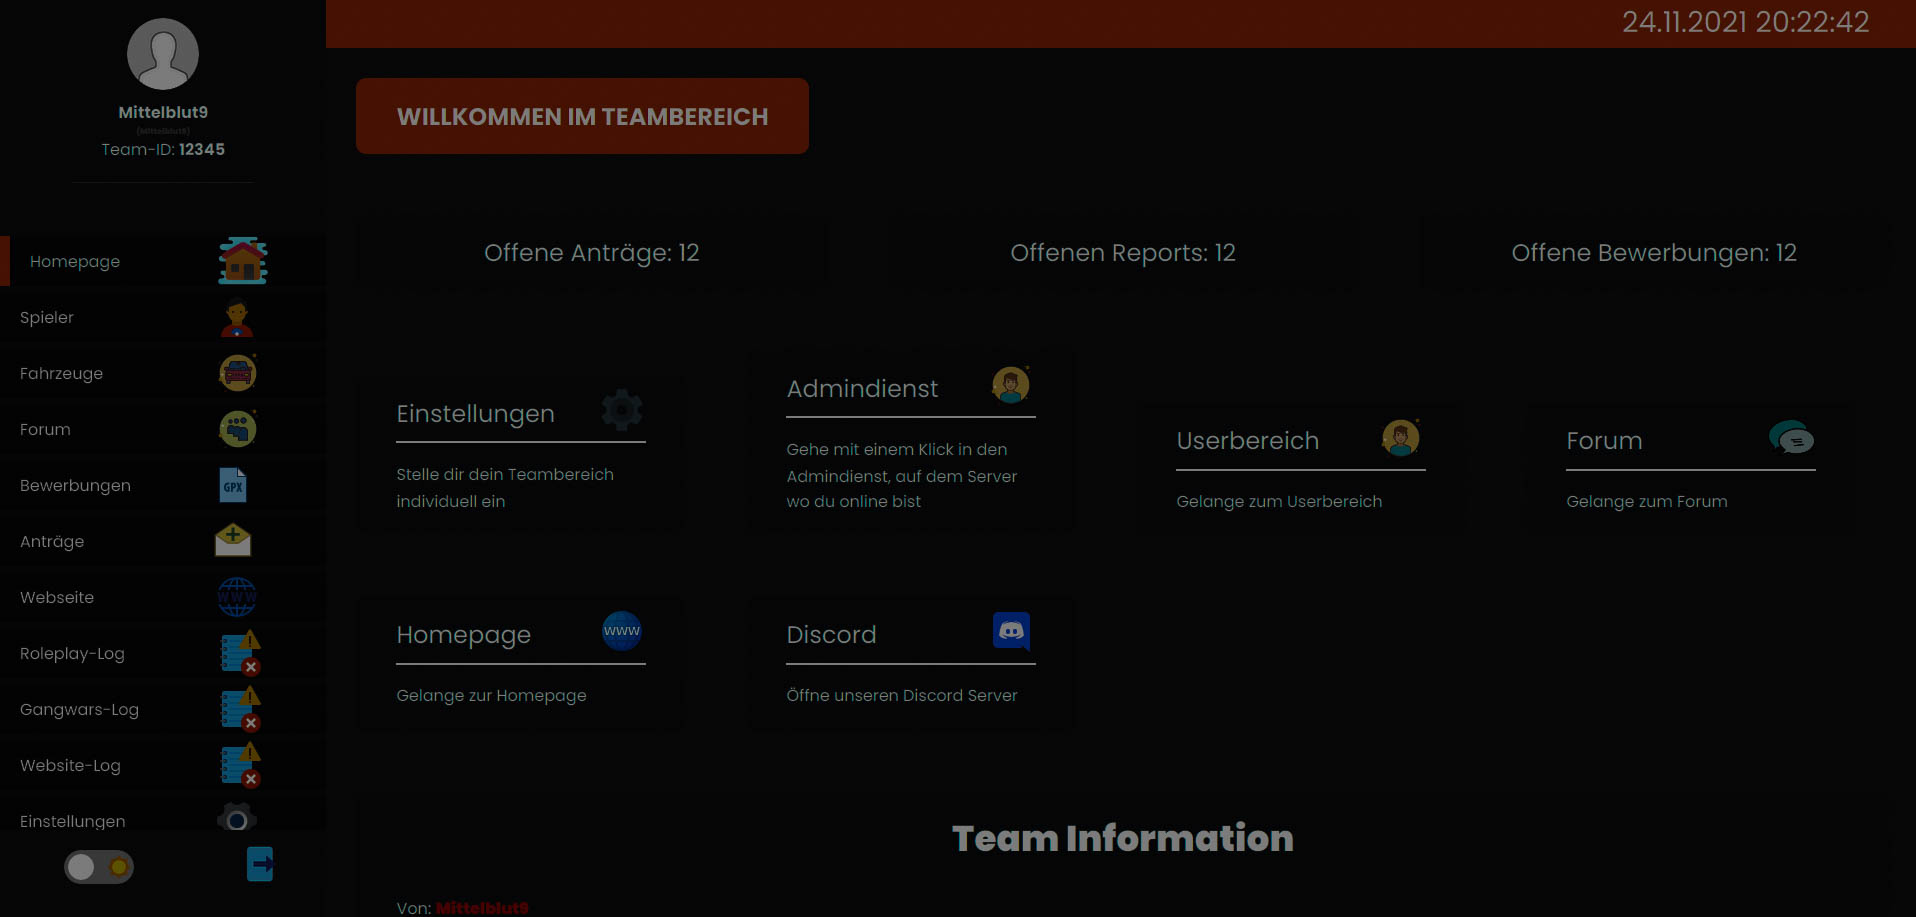 24.11.2021 20:22:42
Mittelblut9
(Mittelblut9)
Team-ID: 12345
Homepage
Spieler
Fahrzeuge
Forum
Bewerbungen
GPX
Anträge
Webseite
WWW
Roleplay-Log
Gangwars-Log
Website-Log
Einstellungen
WILLKOMMEN IM TEAMBEREICH
Offene Anträge: 12
Offenen Reports: 12
Offene Bewerbungen: 12
Einstellungen
Stelle dir dein Teambereich
individuell ein
Admindienst
Gehe mit einem Klick in den
Admindienst, auf dem Server
wo du online bist
Userbereich
Gelange zum Userbereich
Forum
Gelange zum Forum
Homepage
www
Gelange zur Homepage
Discord
Öffne unseren Discord Server
Team Information
Von: Mittelblut9